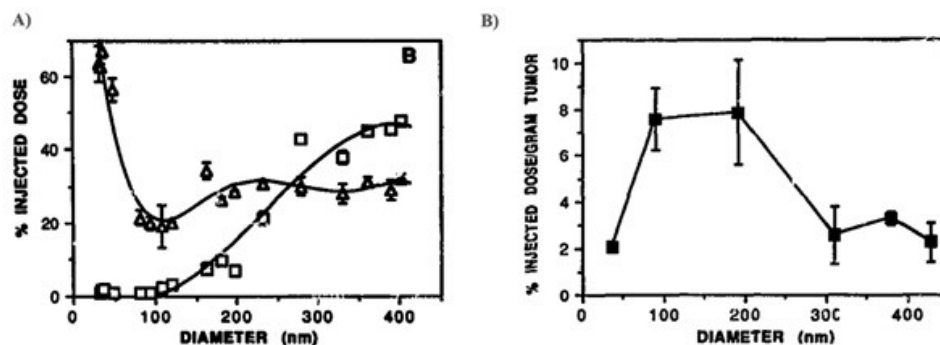 A)
B)
B
% INJECTED DOSE
60
40
20
0
0
100
200
300
400
DIAMETER (nm)
% INJECTED DOSE/GRAM TUMOR
10
8
6
4
2
0
0
100
200
30C
400
DIAMETER (nm)